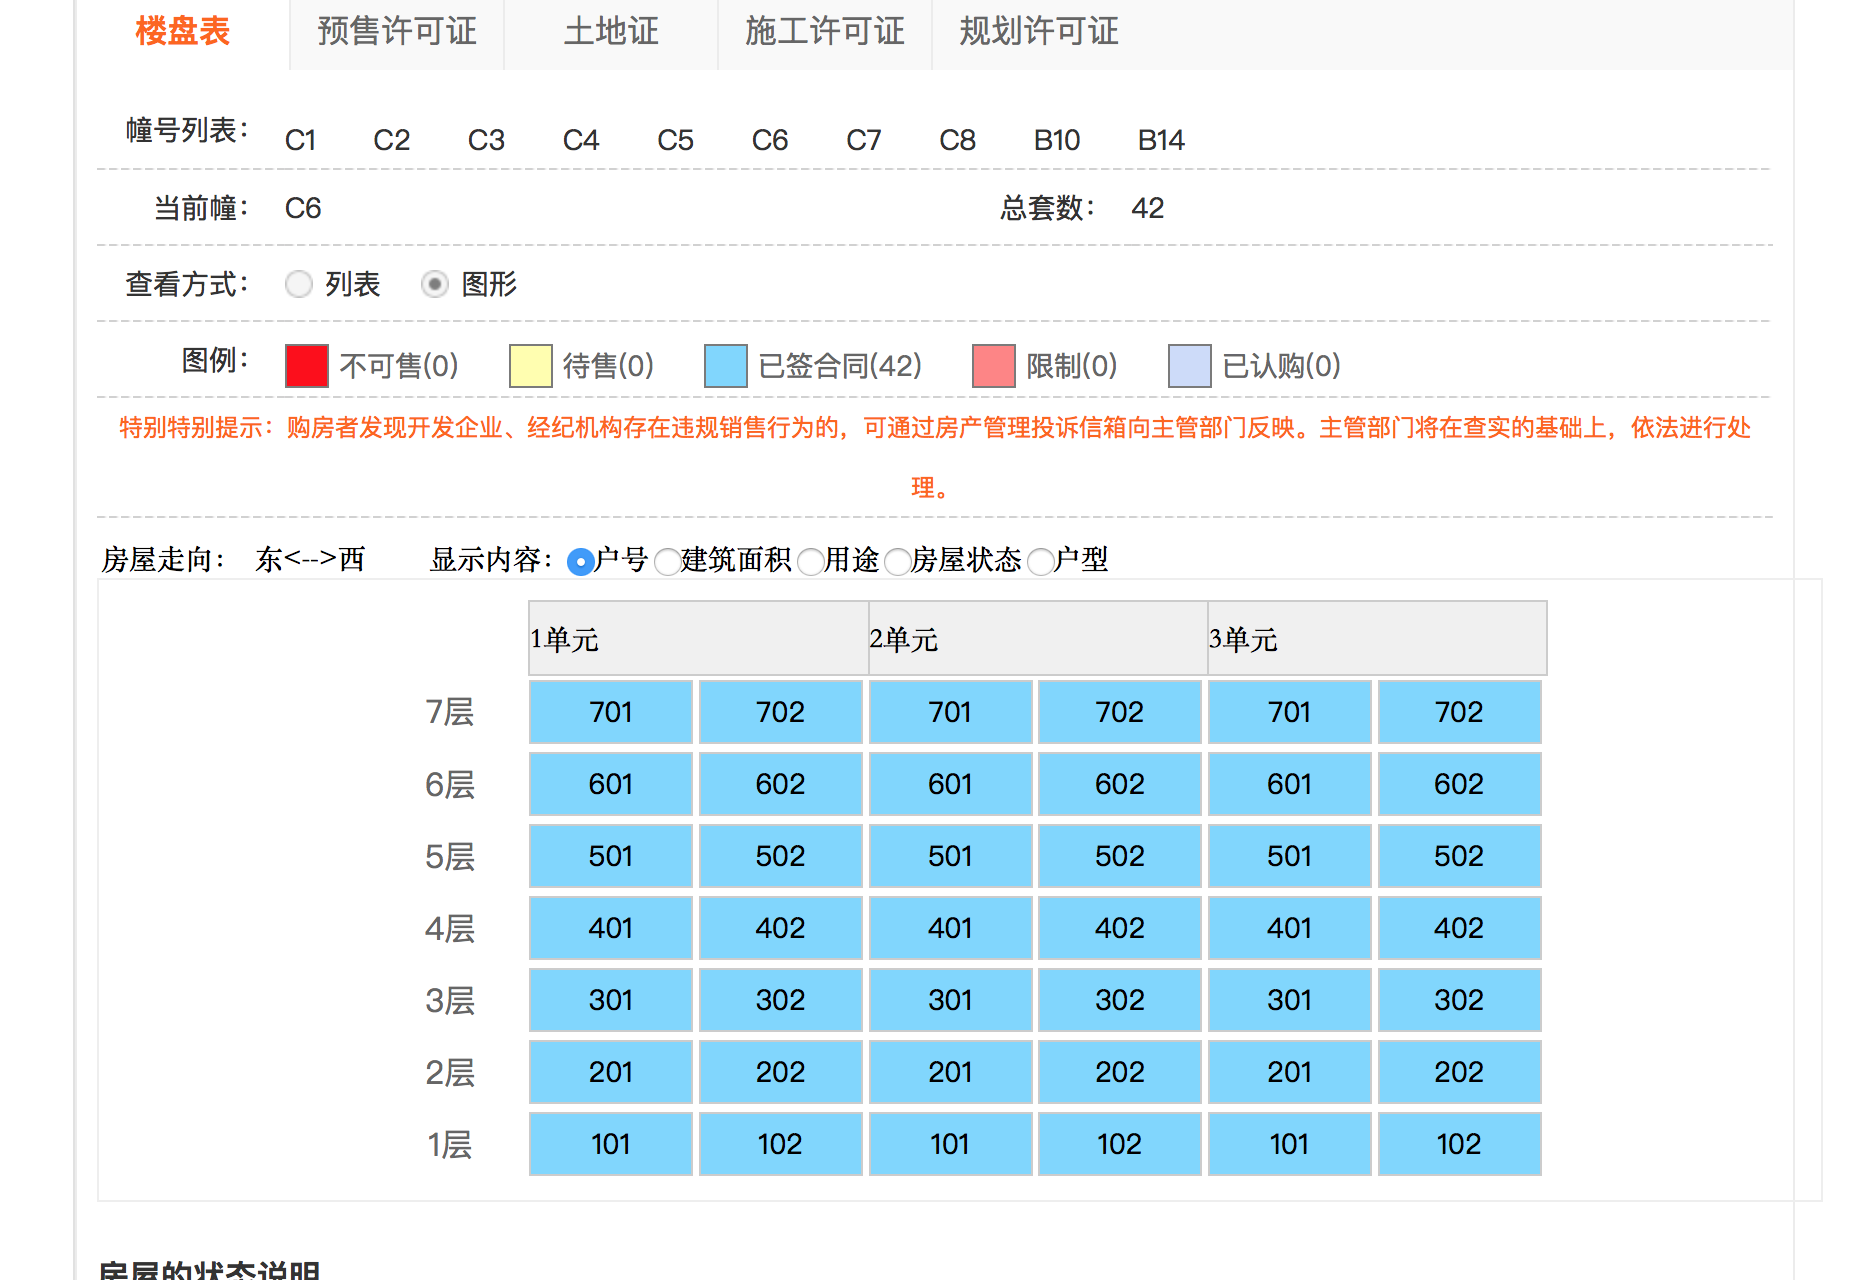 楼盘表 预售许可证 土地证 施工许可证 规划许可证
幢号列表： C1 C2 C3 C4 C5 C6 C7 C8 B10 B14
当前幢： C6 总套数： 42
查看方式： 列表 图形
图例： 不可售(0) 待售(0) 已签合同(42) 限制(0) 已认购(0)
特别特别提示：购房者发现开发企业、经纪机构存在违规销售行为的，可通过房产管理投诉信箱向主管部门反映。主管部门将在查实的基础上，依法进行处
理。
房屋走向： 东<-->西 显示内容： 户号 建筑面积 用途 房屋状态 户型
1单元 2单元 3单元
7层 701 702 701 702 701 702
6层 601 602 601 602 601 602
5层 501 502 501 502 501 502
4层 401 402 401 402 401 402
3层 301 302 301 302 301 302
2层 201 202 201 202 201 202
1层 101 102 101 102 101 102
房屋的状态说明